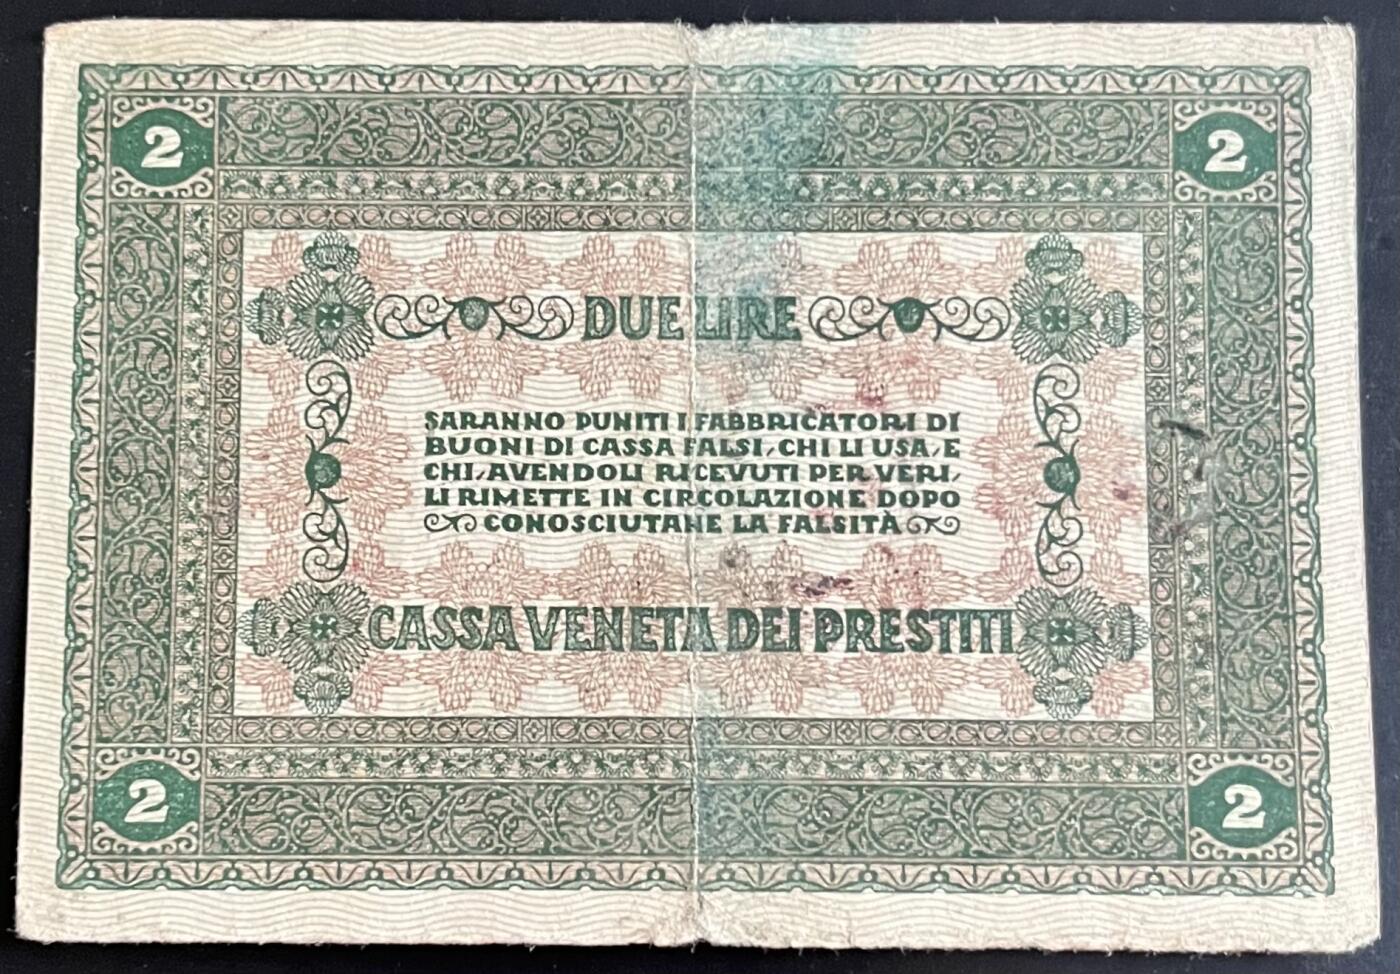 2 2
DUE LIRE
SARANNO PUNITI I FABBRICATORI DI
BUONI DI CASSA FALSI, CHI LI USA, E
CHI, AVENDOLI RICEVUTI PER VERI,
LI RIMETTE IN CIRCOLAZIONE DOPO
CONOSCIUTANE LA FALSITÀ
CASSA VENETA DEI PRESTITI
2 2